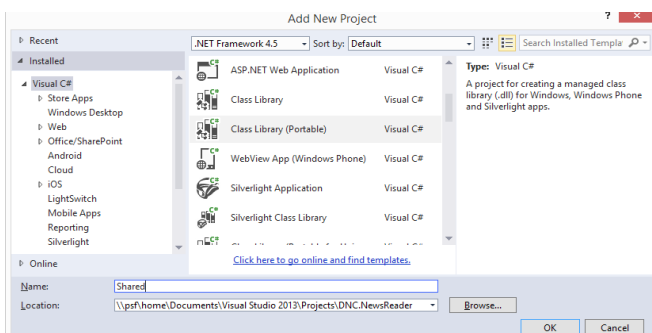 Add New Project
?
Recent
.NET Framework 4.5
Sort by: Default
Search Installed Templa
Installed
Visual C#
Store Apps
Windows Desktop
Web
Office/SharePoint
Android
Cloud
iOS
LightSwitch
Mobile Apps
Reporting
Silverlight
Online
ASP.NET Web Application Visual C#
Class Library Visual C#
Class Library (Portable) Visual C#
WebView App (Windows Phone) Visual C#
Silverlight Application Visual C#
Silverlight Class Library Visual C#
Click here to go online and find templates.
Type: Visual C#
A project for creating a managed class
library (.dll) for Windows, Windows Phone
and Silverlight apps.
Name: Shared
Location: \\psf\home\Documents\Visual Studio 2013\Projects\DNC.NewsReader
Browse...
OK Cancel